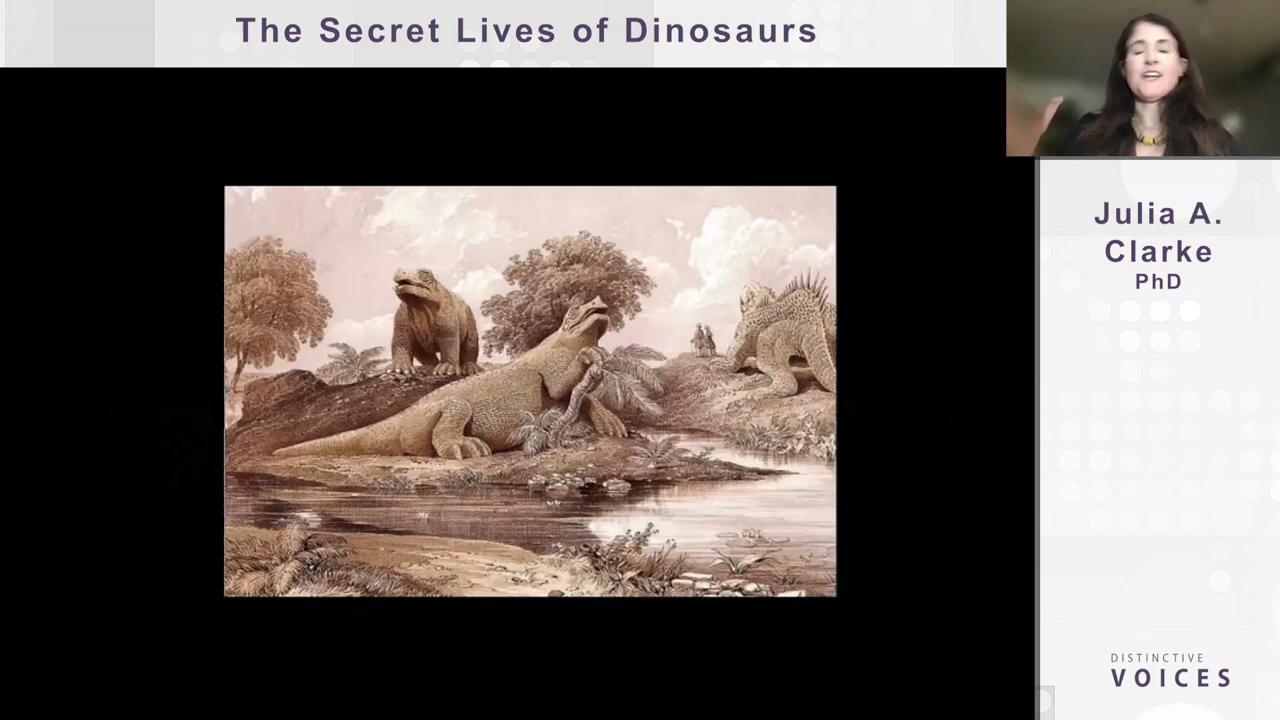 The Secret Lives of Dinosaurs
Julia A.
Clarke
PhD
DISTINCTIVE
VOICES